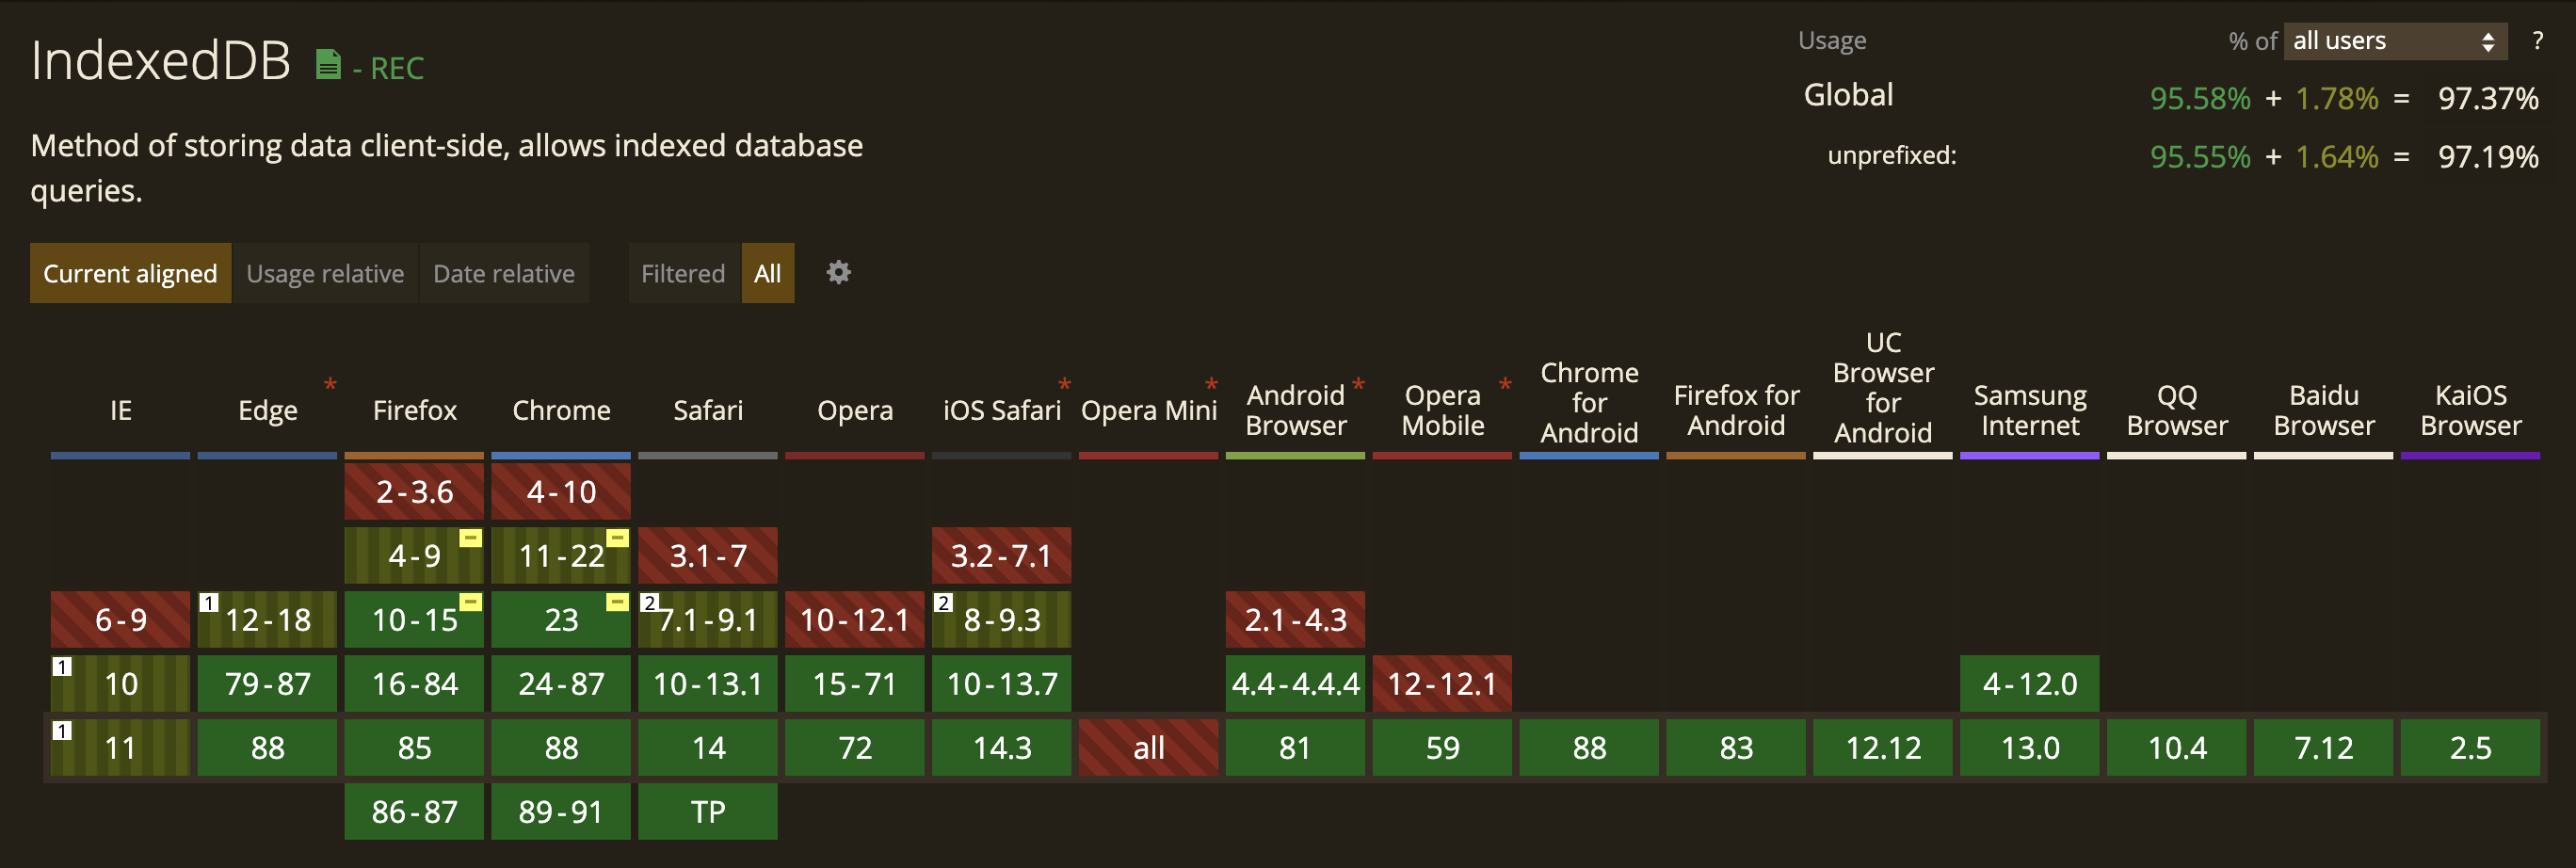 IndexedDB - REC
Usage % of all users ?
Global 95.58% + 1.78% = 97.37%
unprefixed: 95.55% + 1.64% = 97.19%
Method of storing data client-side, allows indexed database
queries.
Current aligned Usage relative Date relative Filtered All
IE
Edge *
Firefox
Chrome
Safari
Opera
iOS Safari *
Opera Mini *
Android *
Browser
Opera *
Mobile
Chrome
for
Android
Firefox for
Android
UC
Browser
for
Android
Samsung
Internet
QQ
Browser
Baidu
Browser
KaiOS
Browser
2-3.6 4-10
4-9 11-22 3.1-7 3.2-7.1
6-9 1 12-18 10-15 23 2 7.1-9.1 10-12.1 2 8-9.3 2.1-4.3
1 10 79-87 16-84 24-87 10-13.1 15-71 10-13.7 4.4-4.4.4 12-12.1 4-12.0
1 11 88 85 88 14 72 14.3 all 81 59 88 83 12.12 13.0 10.4 7.12 2.5
86-87 89-91 TP